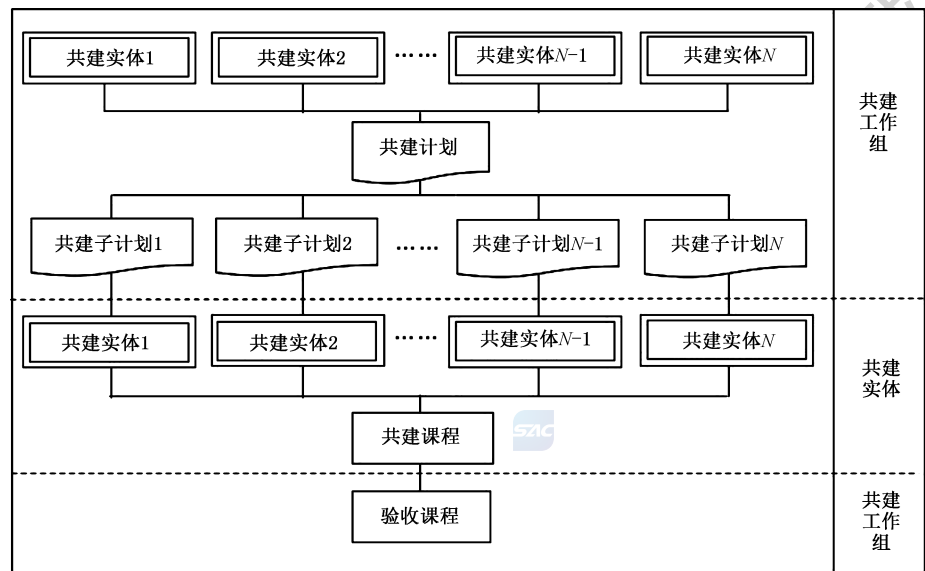 共建实体1 共建实体2 …… 共建实体N-1 共建实体N
共建
工作
组
共建计划
共建子计划1 共建子计划2 …… 共建子计划N-1 共建子计划N
共建实体1 共建实体2 …… 共建实体N-1 共建实体N
共建
实体
共建课程
SAC
验收课程
共建
工作
组